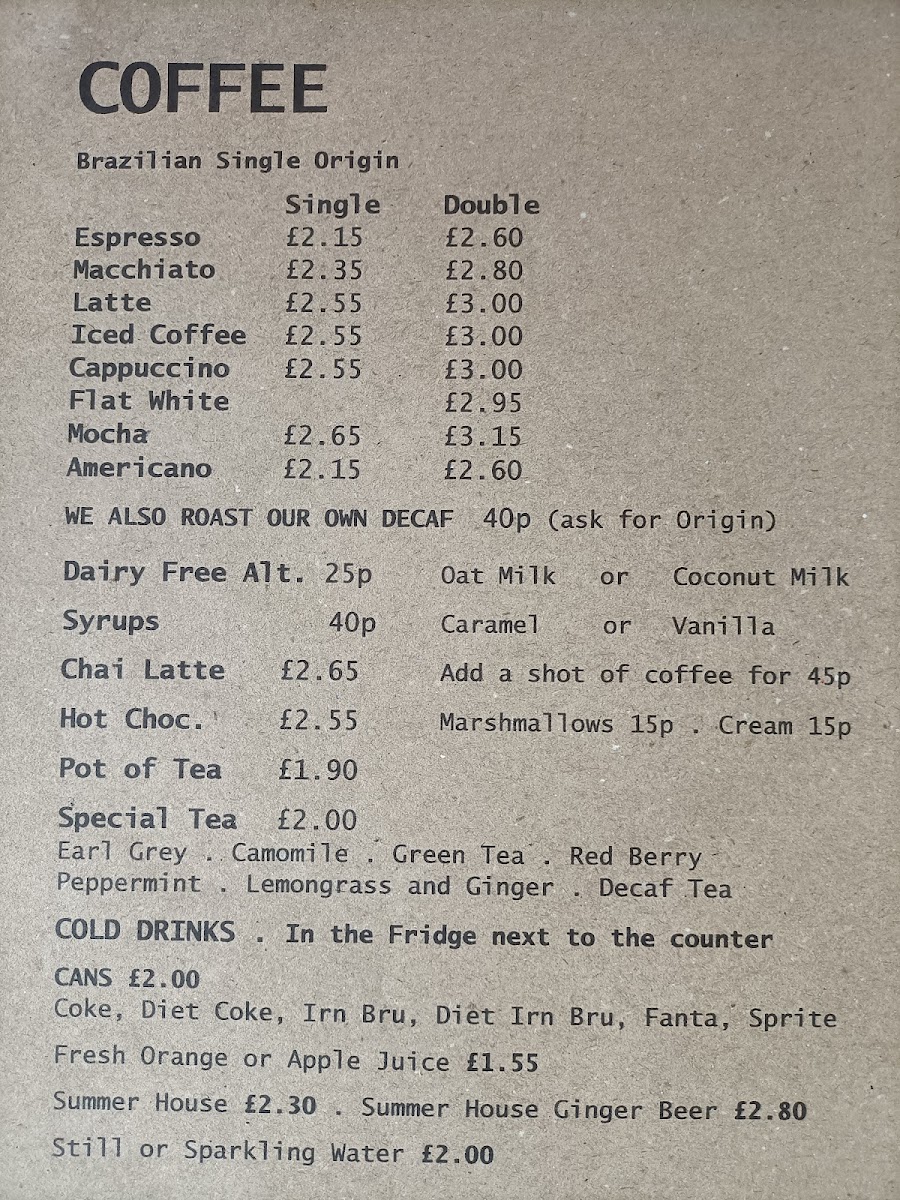 COFFEE
Brazilian Single Origin
Single Double
Espresso £2.15 £2.60
Macchiato £2.35 £2.80
Latte £2.55 £3.00
Iced Coffee £2.55 £3.00
Cappuccino £2.55 £3.00
Flat White £2.95
Mocha £2.65 £3.15
Americano £2.15 £2.60
WE ALSO ROAST OUR OWN DECAF 40p (ask for Origin)
Dairy Free Alt. 25p Oat Milk or Coconut Milk
Syrups 40p Caramel or Vanilla
Chai Latte £2.65 Add a shot of coffee for 45p
Hot Choc. £2.55 Marshmallows 15p . Cream 15p
Pot of Tea £1.90
Special Tea £2.00
Earl Grey . Camomile . Green Tea . Red Berry
Peppermint . Lemongrass and Ginger . Decaf Tea
COLD DRINKS . In the Fridge next to the counter
CANS £2.00
Coke, Diet Coke, Irn Bru, Diet Irn Bru, Fanta, Sprite
Fresh Orange or Apple Juice £1.55
Summer House £2.30 . Summer House Ginger Beer £2.80
Still or Sparkling Water £2.00